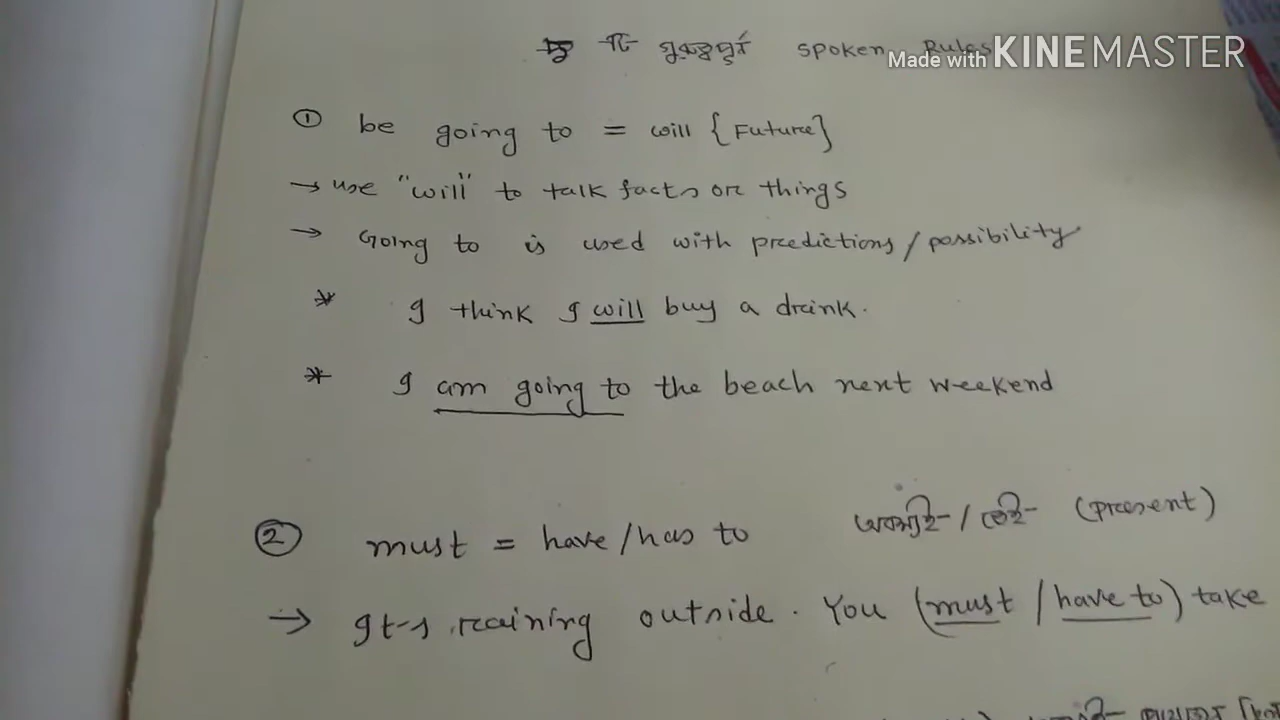 টি গুরুত্বপূর্ণ spoken Rules
Made with KINEMASTER
① be going to = will {Future}
→ use "will" to talk facts or things
→ Going to is used with predictions/possibility
* I think I will buy a drink.
* I am going to the beach next weekend
② must = have/has to (present)
→ It's raining outside. You (must / have to) take